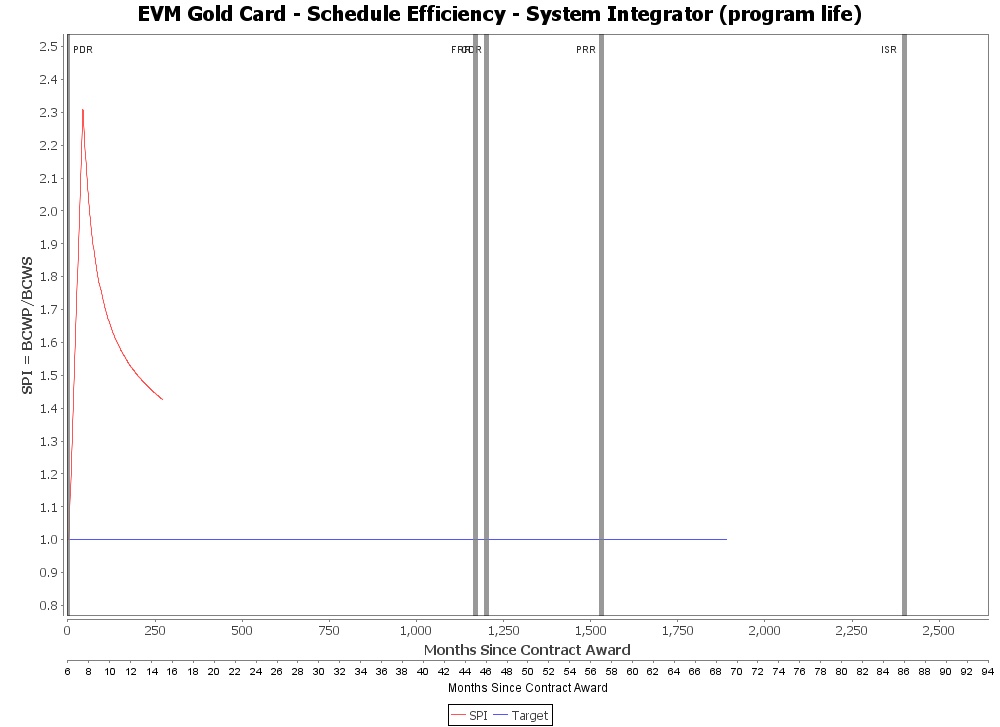 EVM Gold Card - Schedule Efficiency - System Integrator (program life)
PDR FRR CDR PRR ISR
SPI = BCWP/BCWS
2.5
2.4
2.3
2.2
2.1
2.0
1.9
1.8
1.7
1.6
1.5
1.4
1.3
1.2
1.1
1.0
0.9
0.8
0 250 500 750 1,000 1,250 1,500 1,750 2,000 2,250 2,500
Months Since Contract Award
6 8 10 12 14 16 18 20 22 24 26 28 30 32 34 36 38 40 42 44 46 48 50 52 54 56 58 60 62 64 66 68 70 72 74 76 78 80 82 84 86 88 90 92 94
Months Since Contract Award
SPI Target